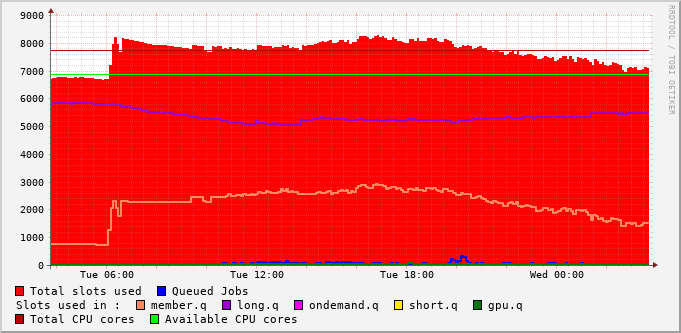 9000
8000
7000
6000
5000
4000
3000
2000
1000
0
Tue 06:00 Tue 12:00 Tue 18:00 Wed 00:00
RRDTOOL / TOBI OETIKER
Total slots used Queued Jobs
Slots used in : member.q long.q ondemand.q short.q gpu.q
Total CPU cores Available CPU cores